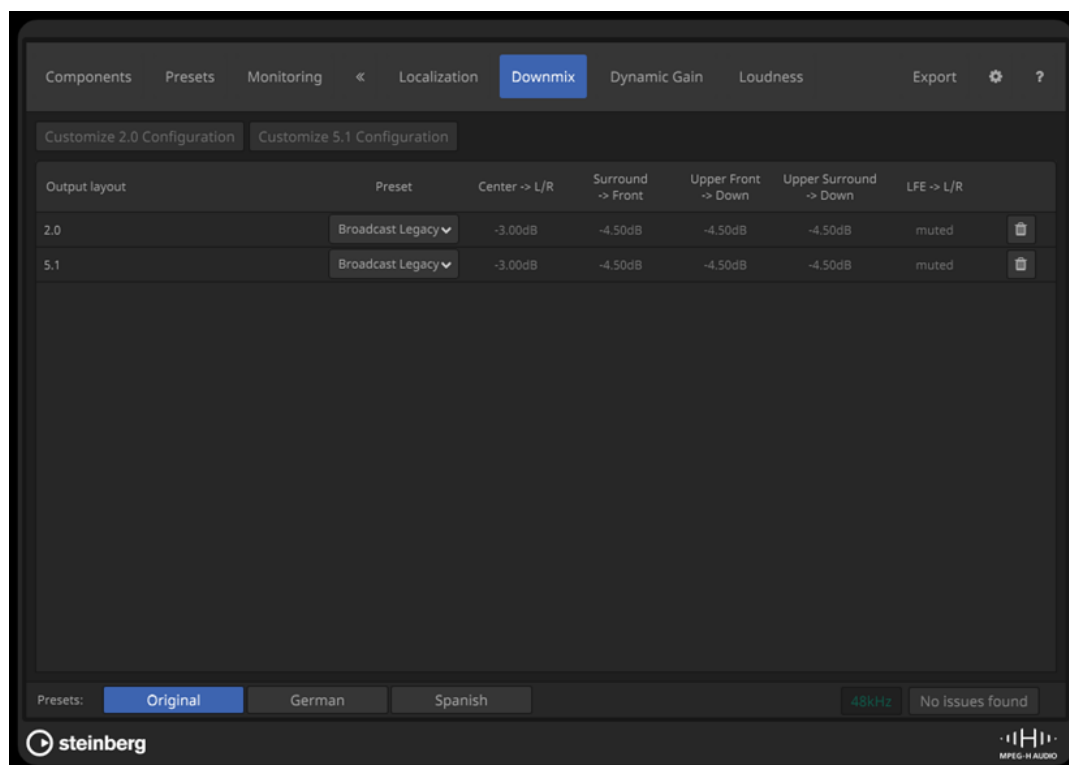 Components Presets Monitoring « Localization Downmix Dynamic Gain Loudness Export ?
Customize 2.0 Configuration Customize 5.1 Configuration
Output layout Preset Center -> L/R Surround -> Front Upper Front -> Down Upper Surround -> Down LFE -> L/R
2.0 Broadcast Legacy -3.00dB -4.50dB -4.50dB -4.50dB muted
5.1 Broadcast Legacy -3.00dB -4.50dB -4.50dB -4.50dB muted
Presets: Original German Spanish 48kHz No issues found
steinberg
MPEG-H AUDIO